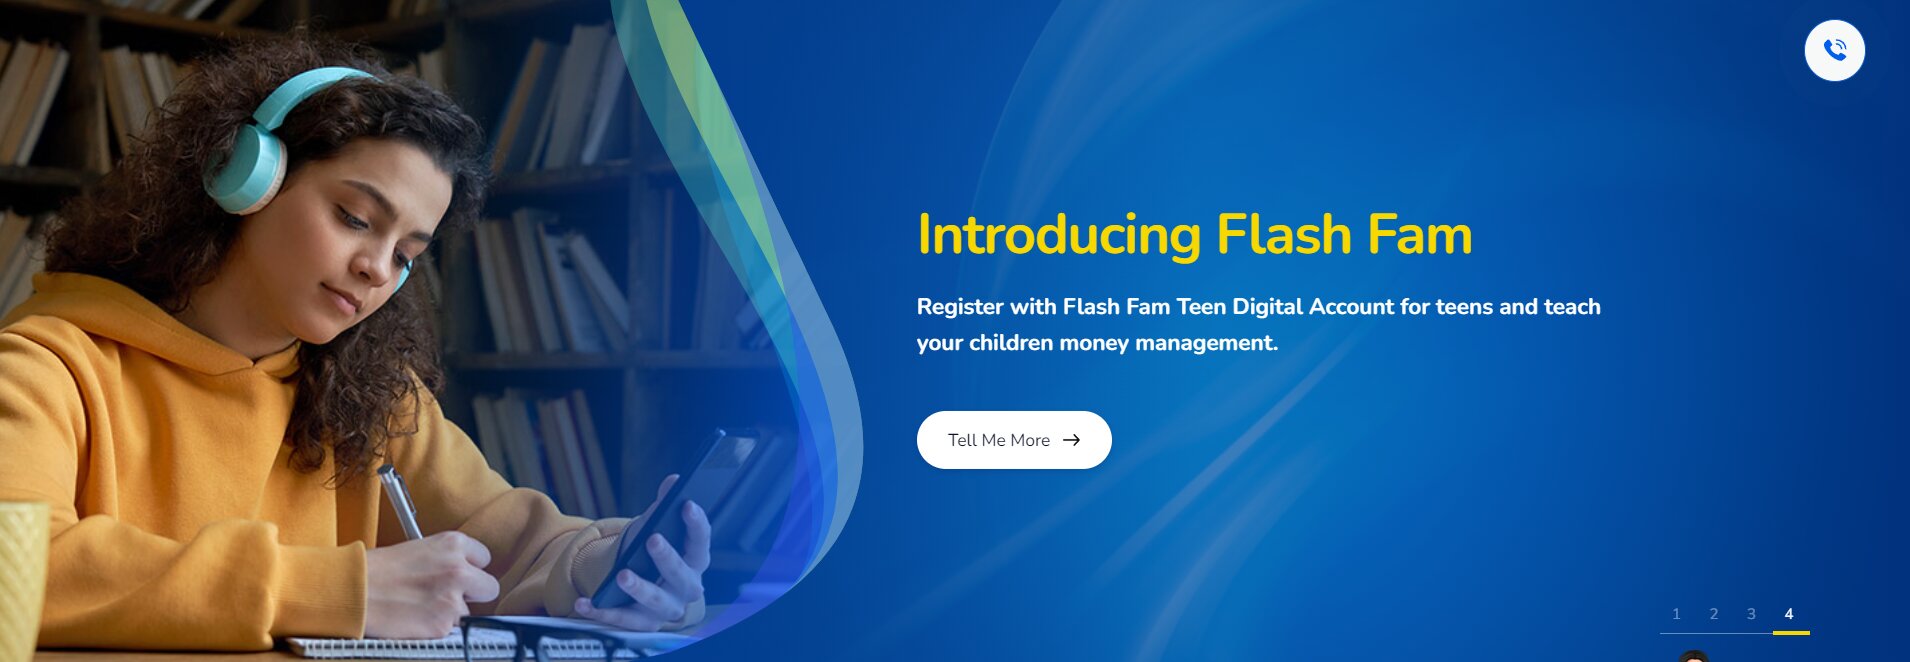 Introducing Flash Fam
Register with Flash Fam Teen Digital Account for teens and teach
your children money management.
Tell Me More
1 2 3 4